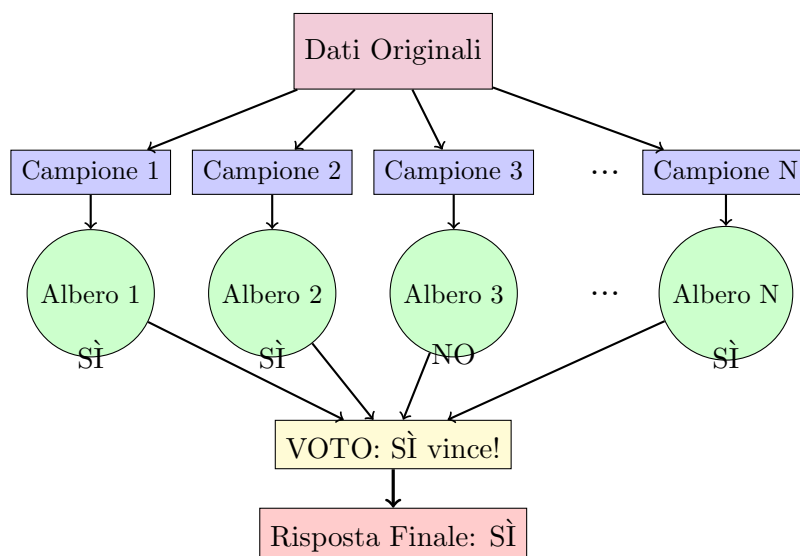 Dati Originali
Campione 1 Campione 2 Campione 3 ... Campione N
Albero 1 Albero 2 Albero 3 ... Albero N
SÌ SÌ NO SÌ
VOTO: SÌ vince!
Risposta Finale: SÌ